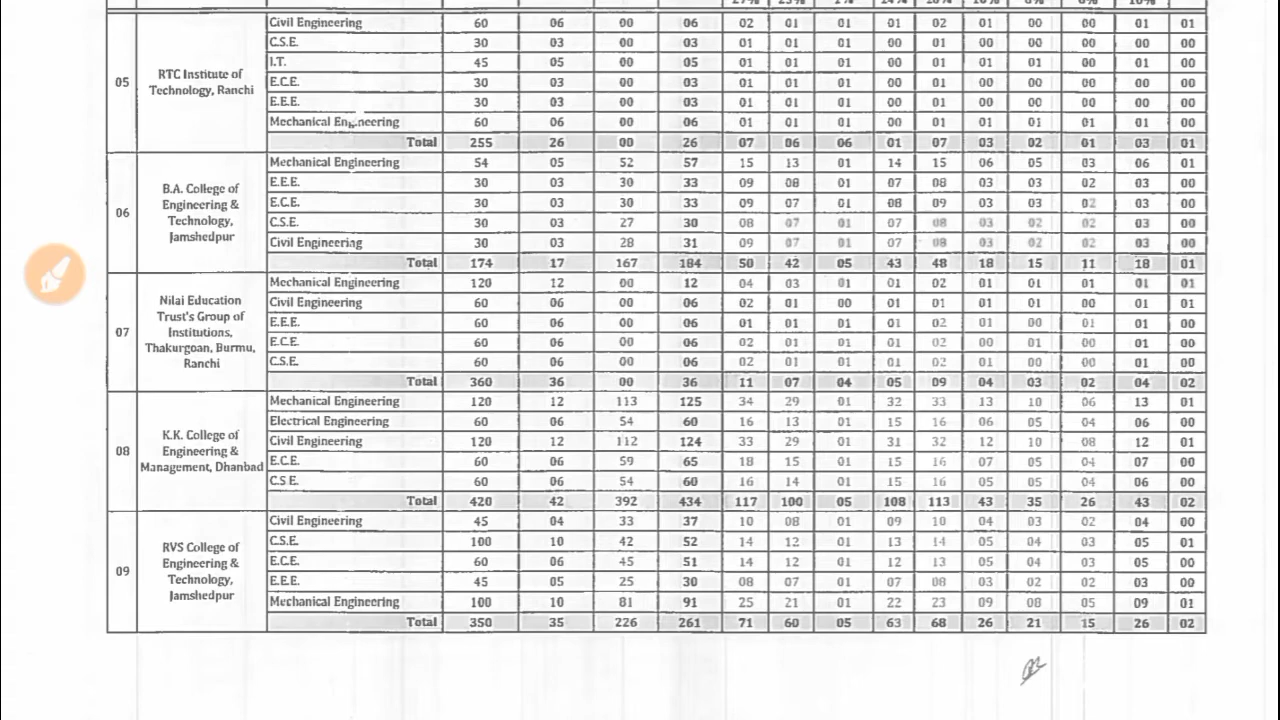 05 RTC Institute of Technology, Ranchi
Civil Engineering 60 06 00 06 02 01 01 01 02 01 00 00 01 01
C.S.E. 30 03 00 03 01 01 01 00 01 00 00 00 00 00
I.T. 45 05 00 05 01 01 01 00 01 01 01 00 01 00
E.C.E. 30 03 00 03 01 01 01 00 01 00 00 00 00 00
E.E.E. 30 03 00 03 01 01 01 00 01 00 00 00 00 00
Mechanical Engineering 60 06 00 06 01 01 01 00 01 01 01 01 01 00
Total 255 26 00 26 07 06 06 01 07 03 02 01 03 01
06 B.A. College of Engineering & Technology, Jamshedpur
Mechanical Engineering 54 05 52 57 15 13 01 14 15 06 05 03 06 01
E.E.E. 30 03 30 33 09 08 01 07 08 03 03 02 03 00
E.C.E. 30 03 30 33 09 07 01 08 09 03 03 02 03 00
C.S.E. 30 03 27 30 08 07 01 07 08 03 02 02 03 00
Civil Engineering 30 03 28 31 09 07 01 07 08 03 02 02 03 00
Total 174 17 167 184 50 42 05 43 48 18 15 11 18 01
07 Nilai Education Trust's Group of Institutions, Thakurgoan, Burmu, Ranchi
Mechanical Engineering 120 12 00 12 04 03 01 01 02 01 01 01 01 01
Civil Engineering 60 06 00 06 02 01 00 01 01 01 01 00 01 01
E.E.E. 60 06 00 06 01 01 01 01 02 01 00 01 01 00
E.C.E. 60 06 00 06 02 01 01 01 02 00 01 00 01 00
C.S.E. 60 06 00 06 02 01 01 01 02 01 00 00 01 00
Total 360 36 00 36 11 07 04 05 09 04 03 02 04 02
08 K.K. College of Engineering & Management, Dhanbad
Mechanical Engineering 120 12 113 125 34 29 01 32 33 13 10 06 13 01
Electrical Engineering 60 06 54 60 16 13 01 15 16 06 05 04 06 00
Civil Engineering 120 12 112 124 33 29 01 31 32 12 10 08 12 01
E.C.E. 60 06 59 65 18 15 01 15 16 07 05 04 07 00
C.S.E. 60 06 54 60 16 14 01 15 16 05 05 04 06 00
Total 420 42 392 434 117 100 05 108 113 43 35 26 43 02
09 RVS College of Engineering & Technology, Jamshedpur
Civil Engineering 45 04 33 37 10 08 01 09 10 04 03 02 04 00
C.S.E. 100 10 42 52 14 12 01 13 14 05 04 03 05 01
E.C.E. 60 06 45 51 14 12 01 12 13 05 04 03 05 00
E.E.E. 45 05 25 30 08 07 01 07 08 03 02 02 03 00
Mechanical Engineering 100 10 81 91 25 21 01 22 23 09 08 05 09 01
Total 350 35 226 261 71 60 05 63 68 26 21 15 26 02